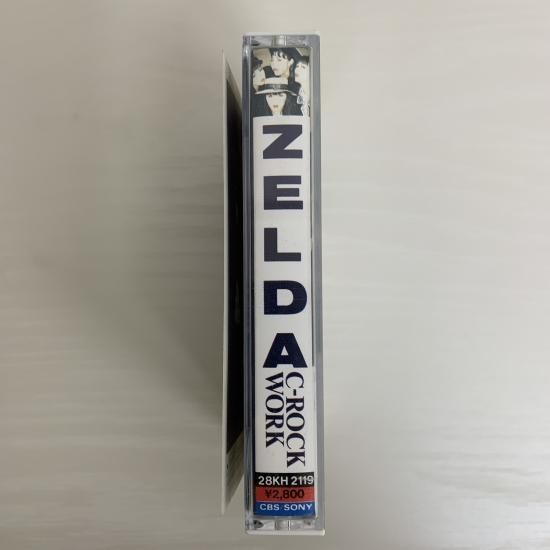 ZELDA
C-ROCK
WORK
28KH 2119
¥2,800
CBS/SONY